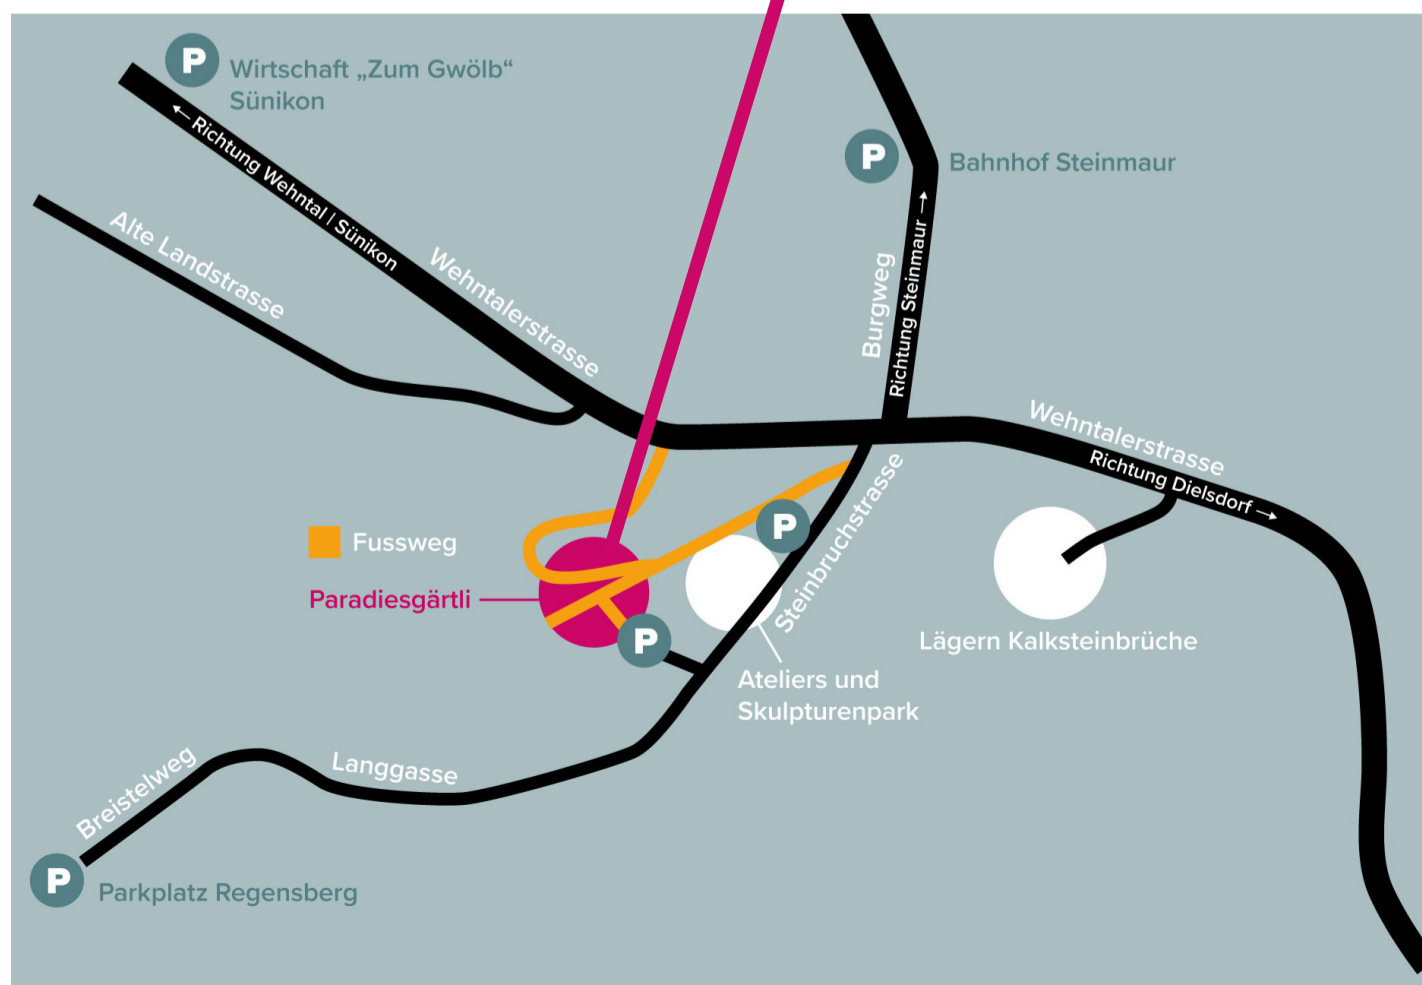 P
Wirtschaft „Zum Gwölb“
Sünikon
← Richtung Wehntal | Sünikon
Alte Landstrasse
Wehntalerstrasse
P
Bahnhof Steinmaur
Burgweg
Richtung Steinmaur →
Wehntalerstrasse
Richtung Dielsdorf →
P
Steinbruchstrasse
Fussweg
Paradiesgärtli
P
Lägern Kalksteinbrüche
Ateliers und
Skulpturenpark
Langgasse
Breistelweg
P
Parkplatz Regensberg